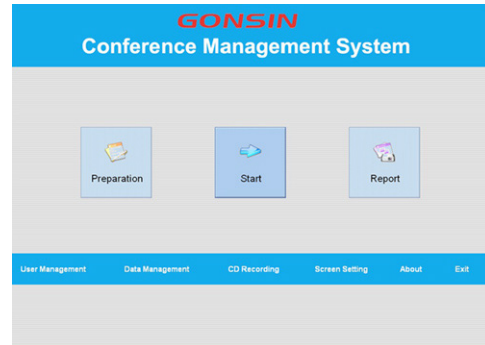 GONSIN
Conference Management System
Preparation
Start
Report
User Management Data Management CD Recording Screen Setting About Exit